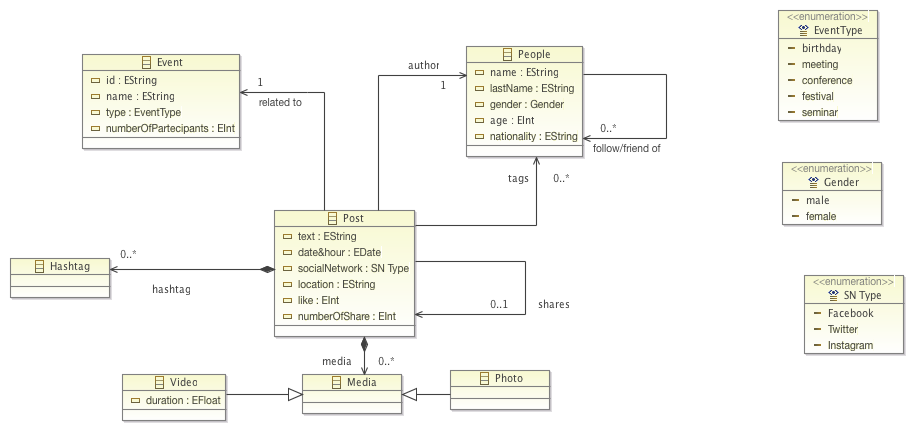 Event
id : EString
name : EString
type : EventType
numberOfPartecipants : EInt
1
related to
author
1
People
name : EString
lastName : EString
gender : Gender
age : EInt
nationality : EString
0..*
follow/friend of
tags
0..*
Post
text : EString
date&hour : EDate
socialNetwork : SN Type
location : EString
like : EInt
numberOfShare : EInt
0..1
shares
Hashtag
0..*
hashtag
media
0..*
Video
duration : EFloat
Media
Photo
<<enumeration>>
EventType
birthday
meeting
conference
festival
seminar
<<enumeration>>
Gender
male
female
<<enumeration>>
SN Type
Facebook
Twitter
Instagram